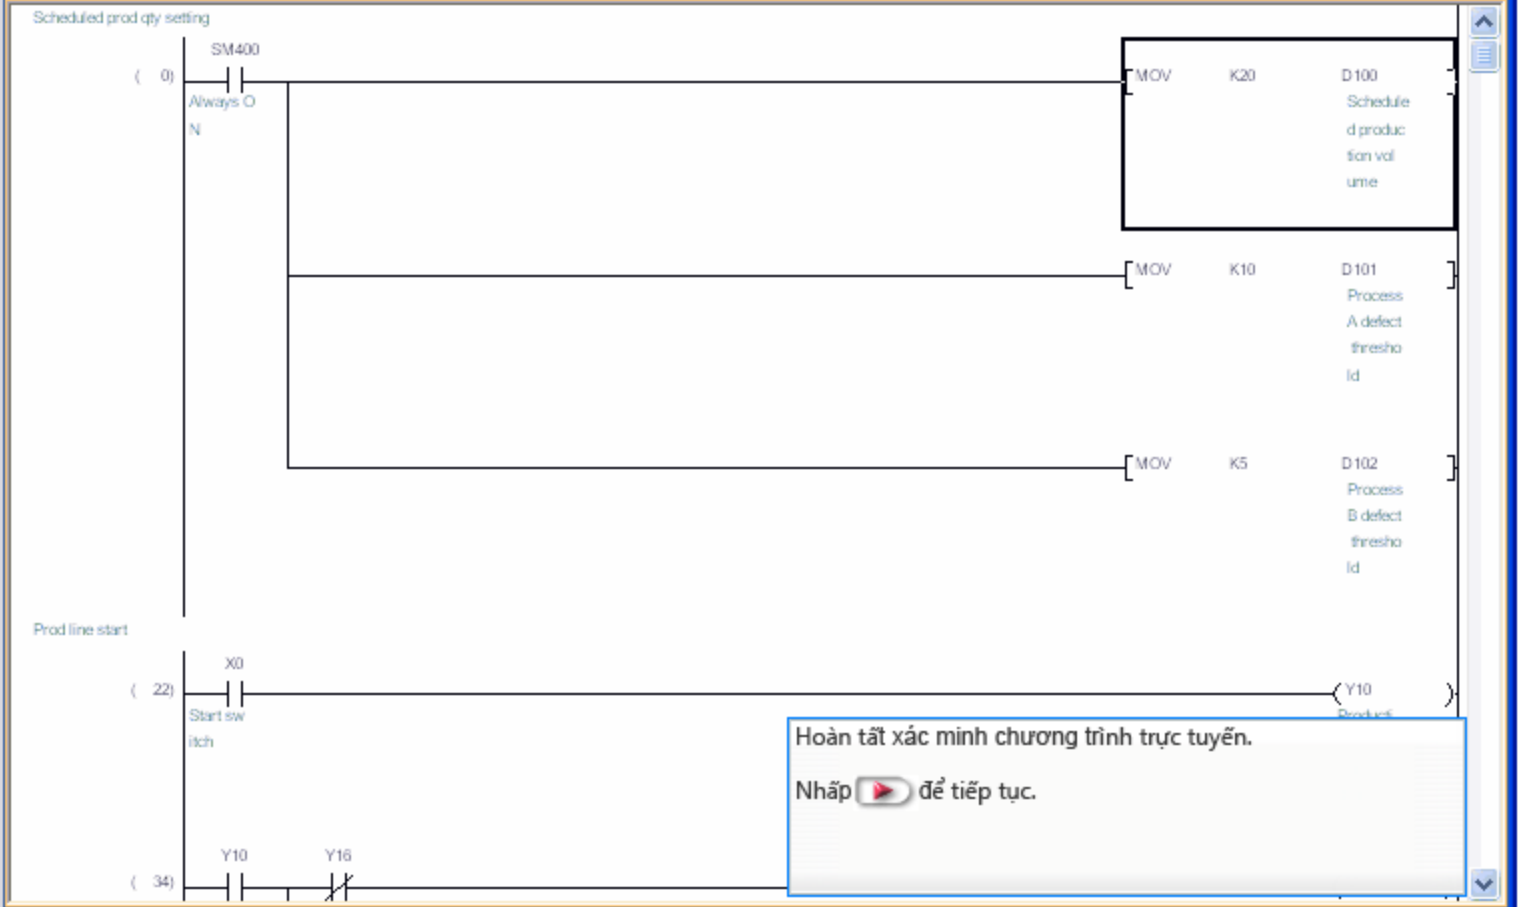 Scheduled prod qty setting
SM400
( 0)
MOV K20 D100
Always O
N
Schedule
d produc
tion vol
ume
MOV K10 D101
Process
A defect
thresho
ld
MOV K5 D102
Process
B defect
thresho
ld
Prod line start
X0
( 22)
Y10
Start sw
itch
Producti
Hoàn tất xác minh chương trình trực tuyến.
Nhấp để tiếp tục.
Y10 Y16
( 34)